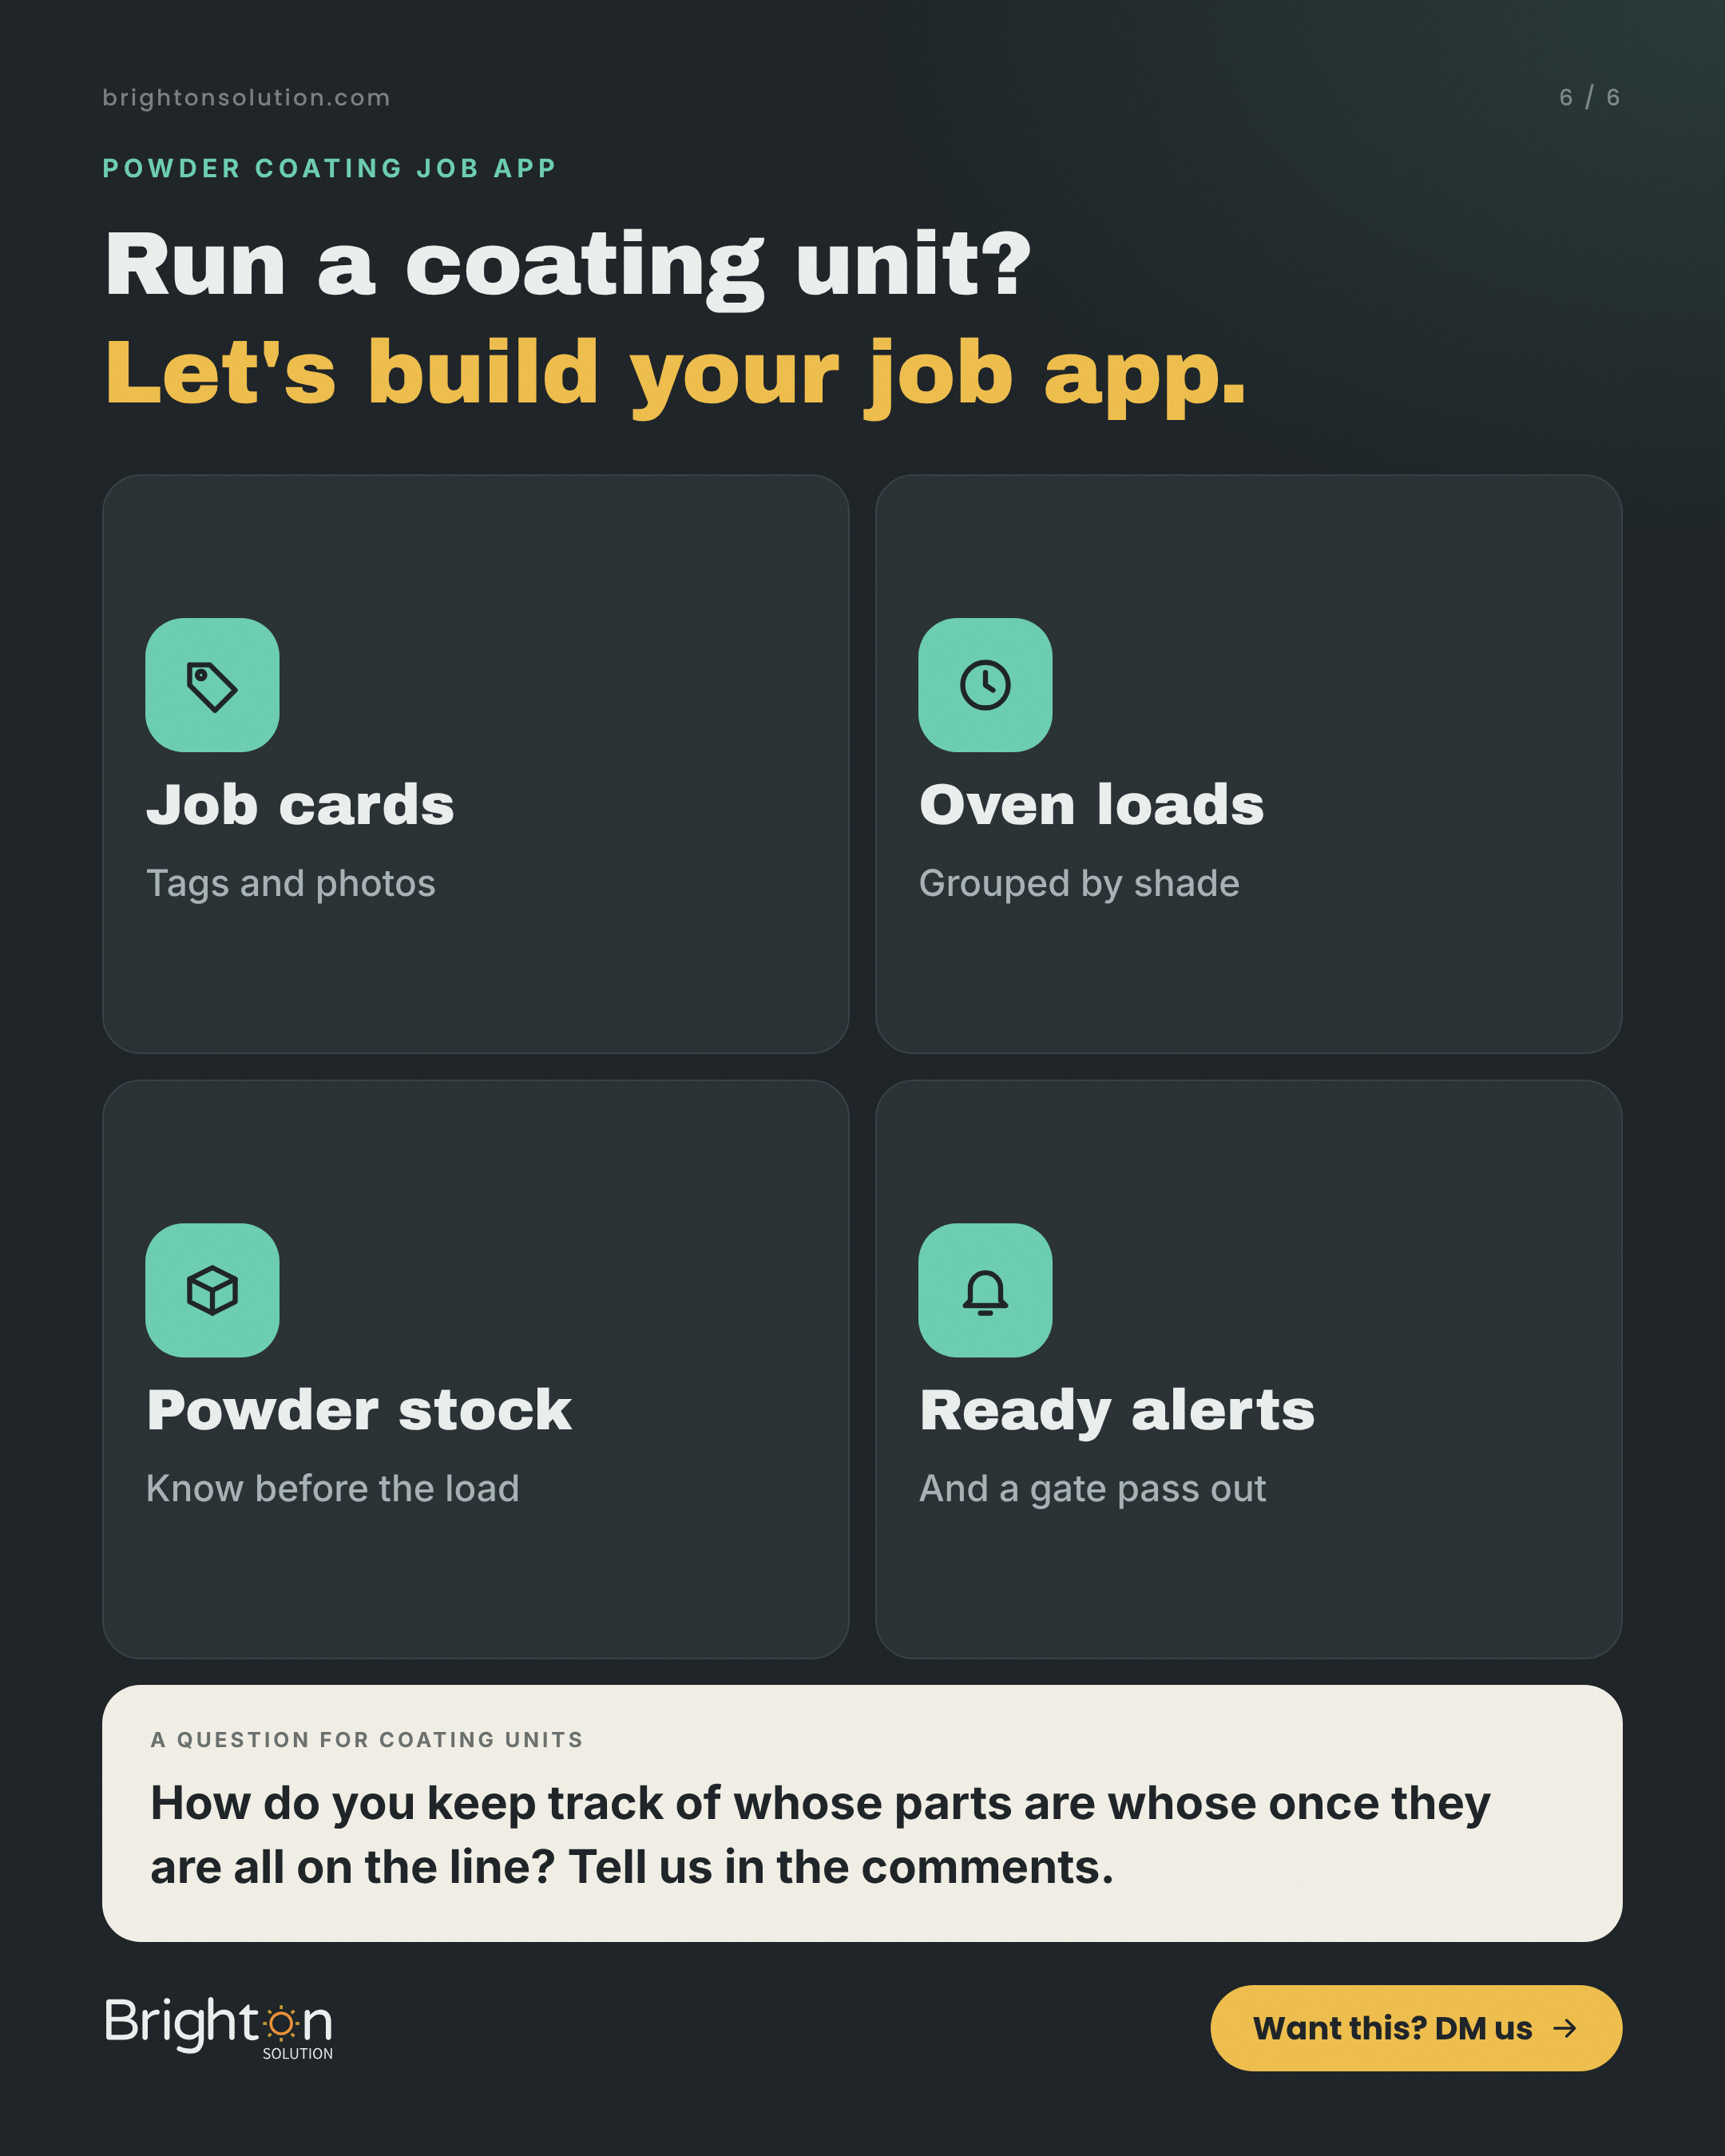 brightonsolution.com
6 / 6
POWDER COATING JOB APP
Run a coating unit?
Let's build your job app.
Job cards
Tags and photos
Oven loads
Grouped by shade
Powder stock
Know before the load
Ready alerts
And a gate pass out
A QUESTION FOR COATING UNITS
How do you keep track of whose parts are whose once they
are all on the line? Tell us in the comments.
Brighton
SOLUTION
Want this? DM us →